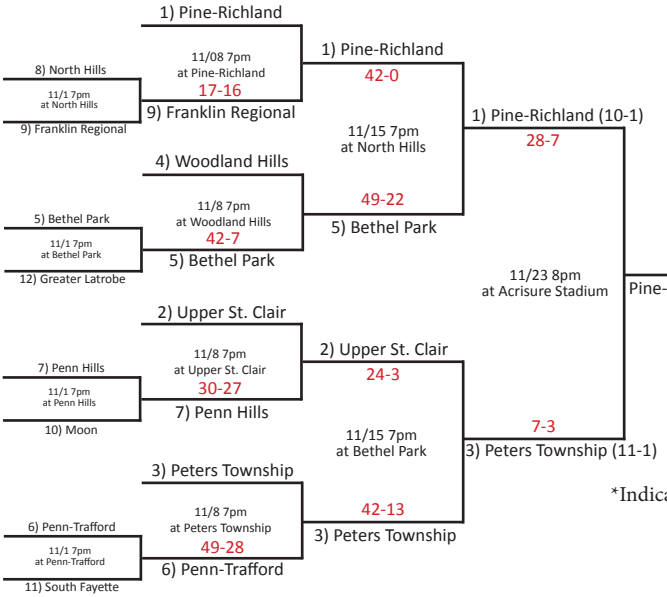 1) Pine-Richland
11/08 7pm
at Pine-Richland
17-16
8) North Hills
11/1 7pm
at North Hills
9) Franklin Regional
9) Franklin Regional
1) Pine-Richland
42-0
11/15 7pm
at North Hills
4) Woodland Hills
11/8 7pm
at Woodland Hills
42-7
5) Bethel Park
11/1 7pm
at Bethel Park
12) Greater Latrobe
5) Bethel Park
49-22
5) Bethel Park
1) Pine-Richland (10-1)
28-7
11/23 8pm
at Acrisure Stadium
Pine-
2) Upper St. Clair
11/8 7pm
at Upper St. Clair
30-27
7) Penn Hills
11/1 7pm
at Penn Hills
10) Moon
7) Penn Hills
2) Upper St. Clair
24-3
11/15 7pm
at Bethel Park
3) Peters Township
11/8 7pm
at Peters Township
49-28
6) Penn-Trafford
11/1 7pm
at Penn-Trafford
11) South Fayette
6) Penn-Trafford
42-13
3) Peters Township
7-3
3) Peters Township (11-1)
*Indica